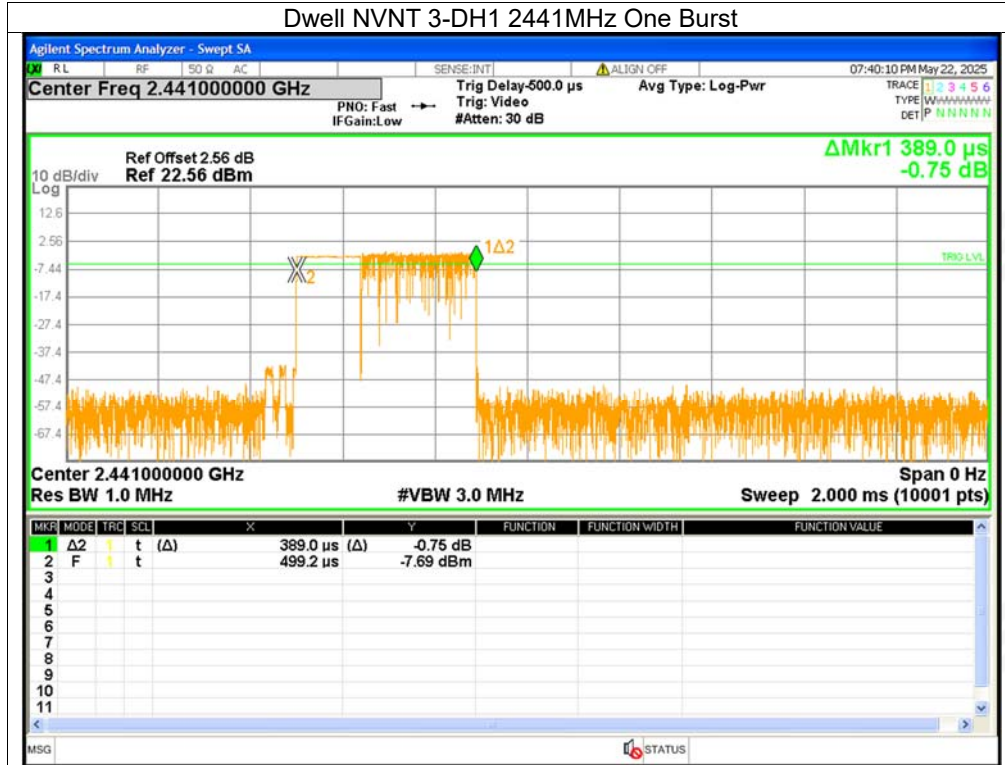 Dwell NVNT 3-DH1 2441MHz One Burst
Agilent Spectrum Analyzer - Swept SA
RL RF 50 Ω AC SENSE:INT ALIGN OFF 07:40:10 PM May 22, 2025
Center Freq 2.441000000 GHz Trig Delay-500.0 µs Avg Type: Log-Pwr TRACE 1 2 3 4 5 6
PNO: Fast Trig: Video TYPE W
IFGain:Low #Atten: 30 dB DET P N N N N N
ΔMkr1 389.0 µs
-0.75 dB
Ref Offset 2.56 dB
10 dB/div Ref 22.56 dBm
Log
12.6
2.56
-7.44
-17.4
-27.4
-37.4
-47.4
-57.4
-67.4
1Δ2
TRIG LVL
2
Center 2.441000000 GHz Span 0 Hz
Res BW 1.0 MHz #VBW 3.0 MHz Sweep 2.000 ms (10001 pts)
MKR MODE TRC SCL X Y FUNCTION FUNCTION WIDTH FUNCTION VALUE
1 Δ2 1 t (Δ) 389.0 µs (Δ) -0.75 dB
2 F 1 t 499.2 µs -7.69 dBm
3
4
5
6
7
8
9
10
11
MSG STATUS